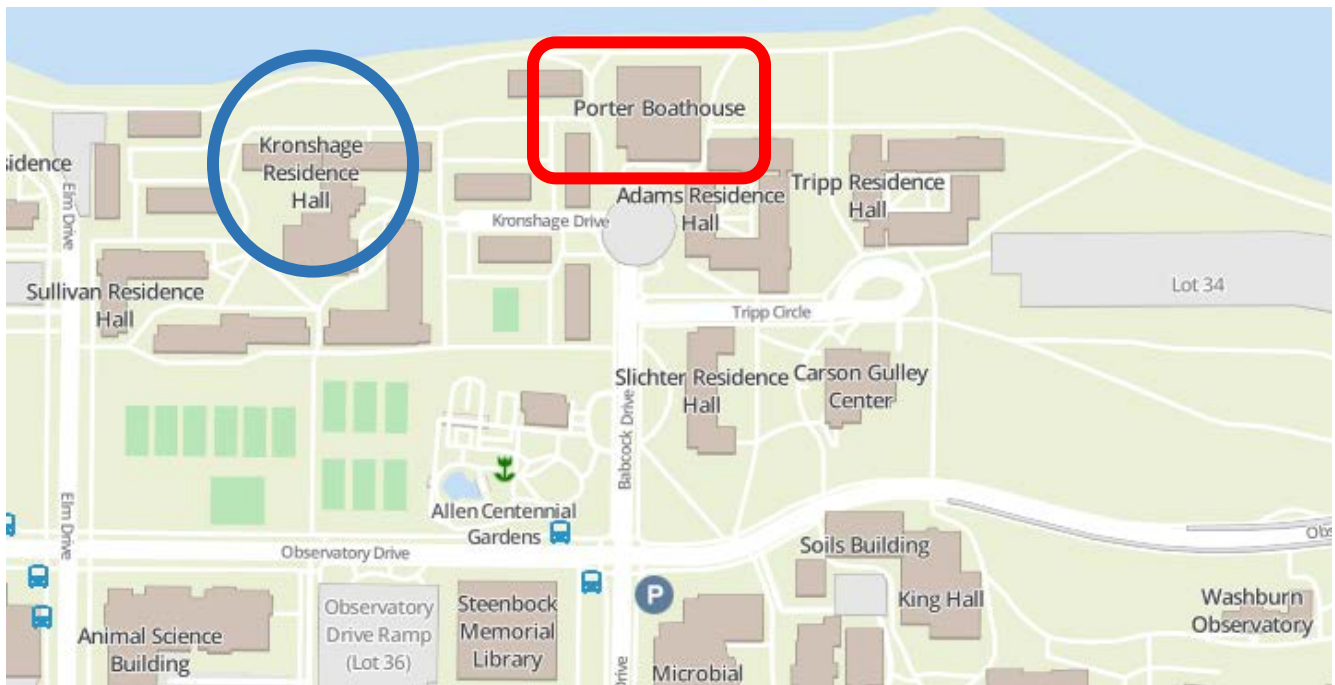 Porter Boathouse
Kronshage
Residence
Hall
sidence
Elm Drive
Adams Residence
Hall
Tripp Residence
Hall
Kronshage Drive
Sullivan Residence
Hall
Lot 34
Tripp Circle
Slichter Residence
Hall
Carson Gulley
Center
Babcock Drive
Elm Drive
Allen Centennial
Gardens
Observatory Drive
Obs
Soils Building
King Hall
P
Observatory
Drive Ramp
(Lot 36)
Steenbock
Memorial
Library
Animal Science
Building
Washburn
Observatory
Microbial
Drive